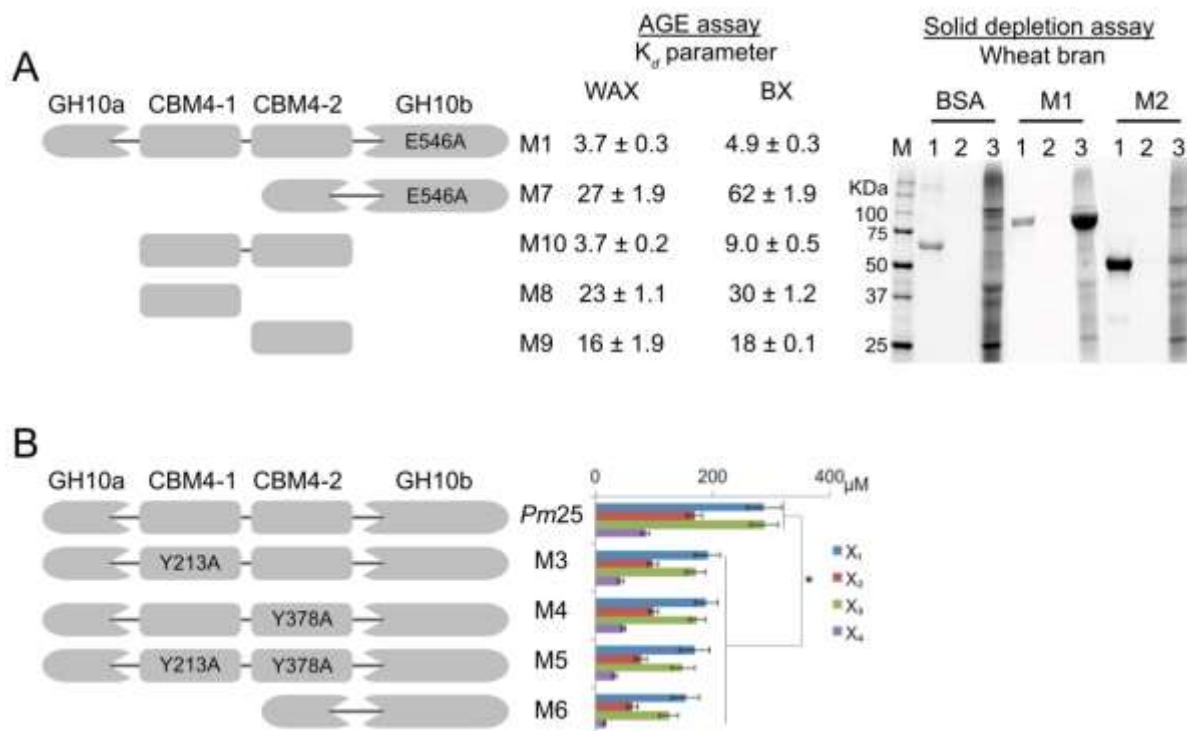 A
AGE assay
K_d parameter
Solid depletion assay
Wheat bran
GH10a CBM4-1 CBM4-2 GH10b
WAX BX
BSA M1 M2
E546A M1 3.7 ± 0.3 4.9 ± 0.3
M 1 2 3 1 2 3 1 2 3
E546A M7 27 ± 1.9 62 ± 1.9
M10 3.7 ± 0.2 9.0 ± 0.5
M8 23 ± 1.1 30 ± 1.2
M9 16 ± 1.9 18 ± 0.1
KDa
100
75
50
37
25
B
GH10a CBM4-1 CBM4-2 GH10b
0 200 400 µM
Pm25
Y213A M3
Y378A M4
Y213A Y378A M5
M6
X₁
X₂
X₃
X₄
*